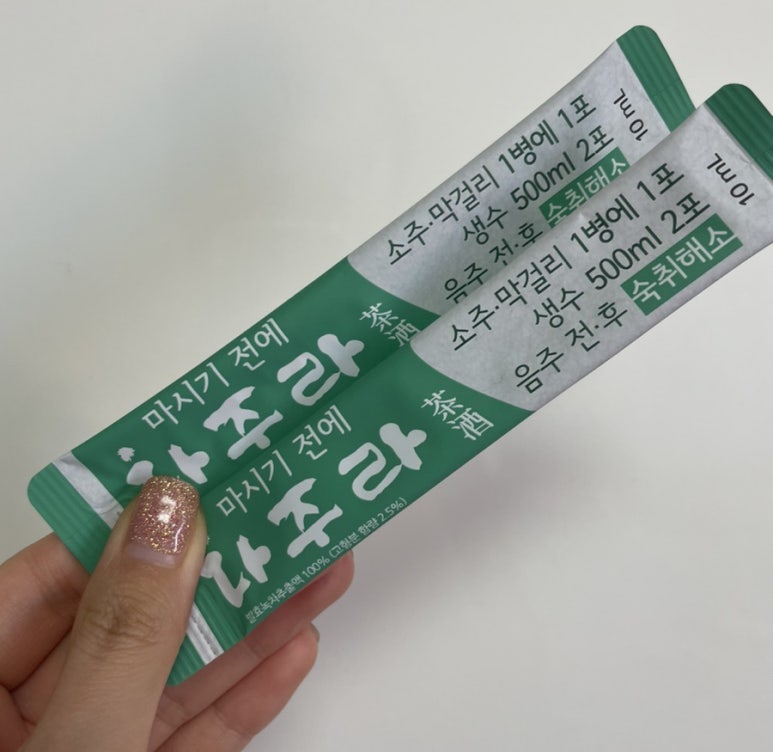 소주·막걸리 1병에 1포
생수 500ml 2포
음주 전·후 숙취해소
10mL
茶酒
마시기 전에
주라
소주·막걸리 1병에 1포
생수 500ml 2포
음주 전·후 숙취해소
10mL
茶酒
마시기 전에
주라
발효녹차추출액 100% (고형분 함량 2.5%)